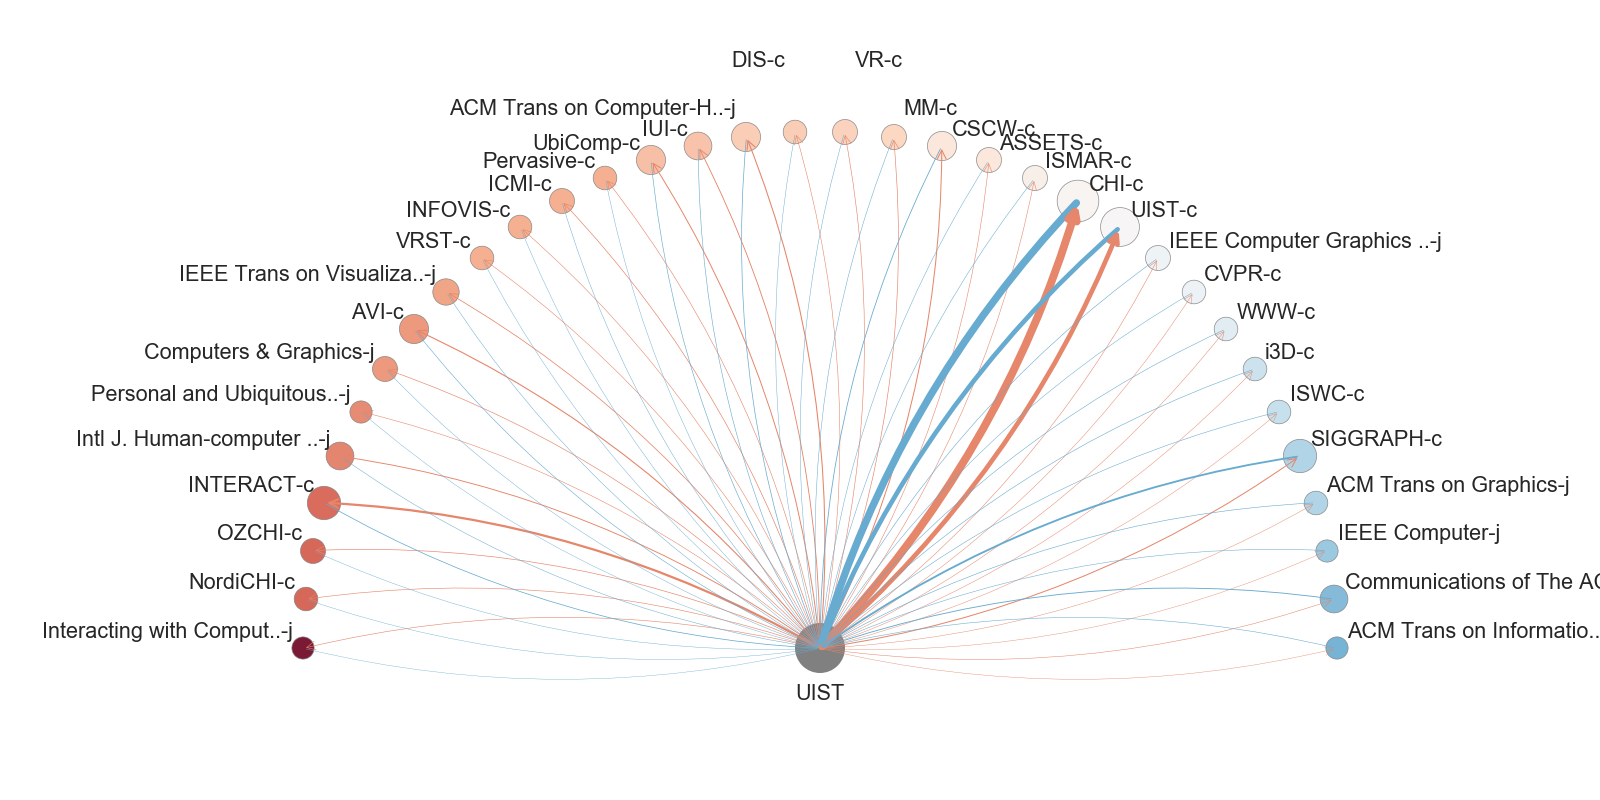 DIS-c
VR-c
ACM Trans on Computer-H..-j
MM-c
IUI-c
CSCW-c
UbiComp-c
ASSETS-c
Pervasive-c
ISMAR-c
ICMI-c
CHI-c
INFOVIS-c
UIST-c
VRST-c
IEEE Computer Graphics ..-j
IEEE Trans on Visualiza..-j
CVPR-c
AVI-c
WWW-c
Computers & Graphics-j
i3D-c
Personal and Ubiquitous..-j
ISWC-c
Intl J. Human-computer ..-j
SIGGRAPH-c
INTERACT-c
ACM Trans on Graphics-j
OZCHI-c
IEEE Computer-j
NordiCHI-c
Communications of The AC
Interacting with Comput..-j
ACM Trans on Informatio..
UIST